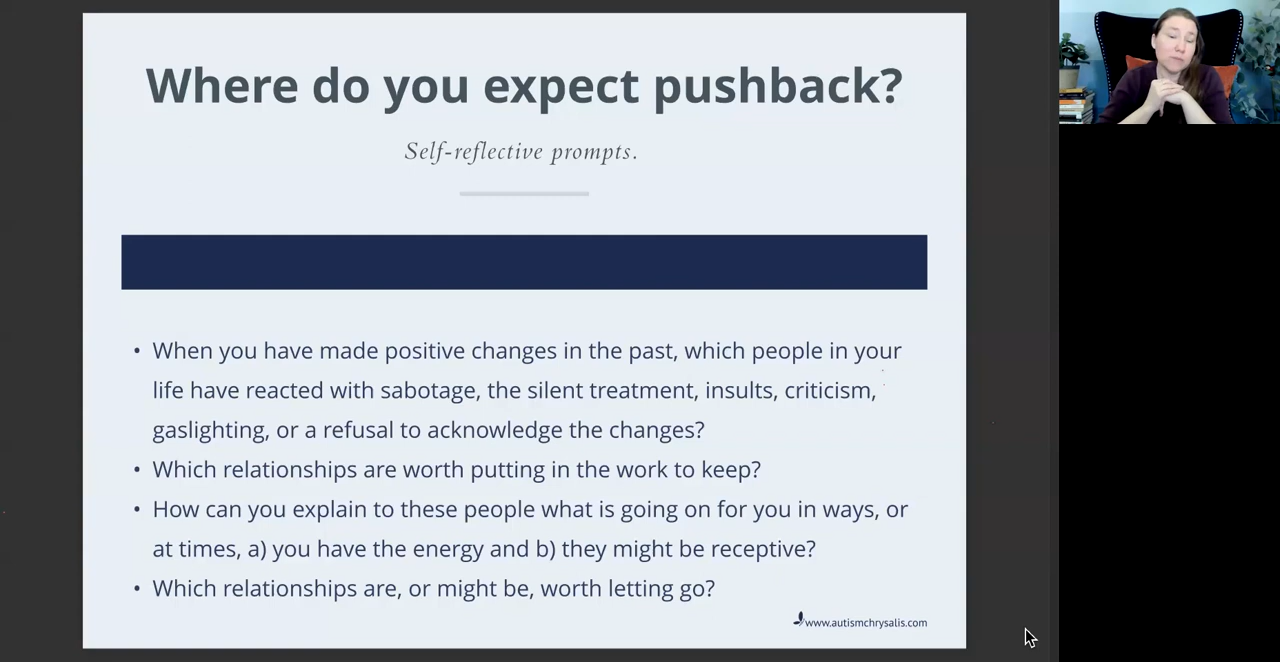 Where do you expect pushback?
Self-reflective prompts.
• When you have made positive changes in the past, which people in your
life have reacted with sabotage, the silent treatment, insults, criticism,
gaslighting, or a refusal to acknowledge the changes?
• Which relationships are worth putting in the work to keep?
• How can you explain to these people what is going on for you in ways, or
at times, a) you have the energy and b) they might be receptive?
• Which relationships are, or might be, worth letting go?
www.autismchrysalis.com